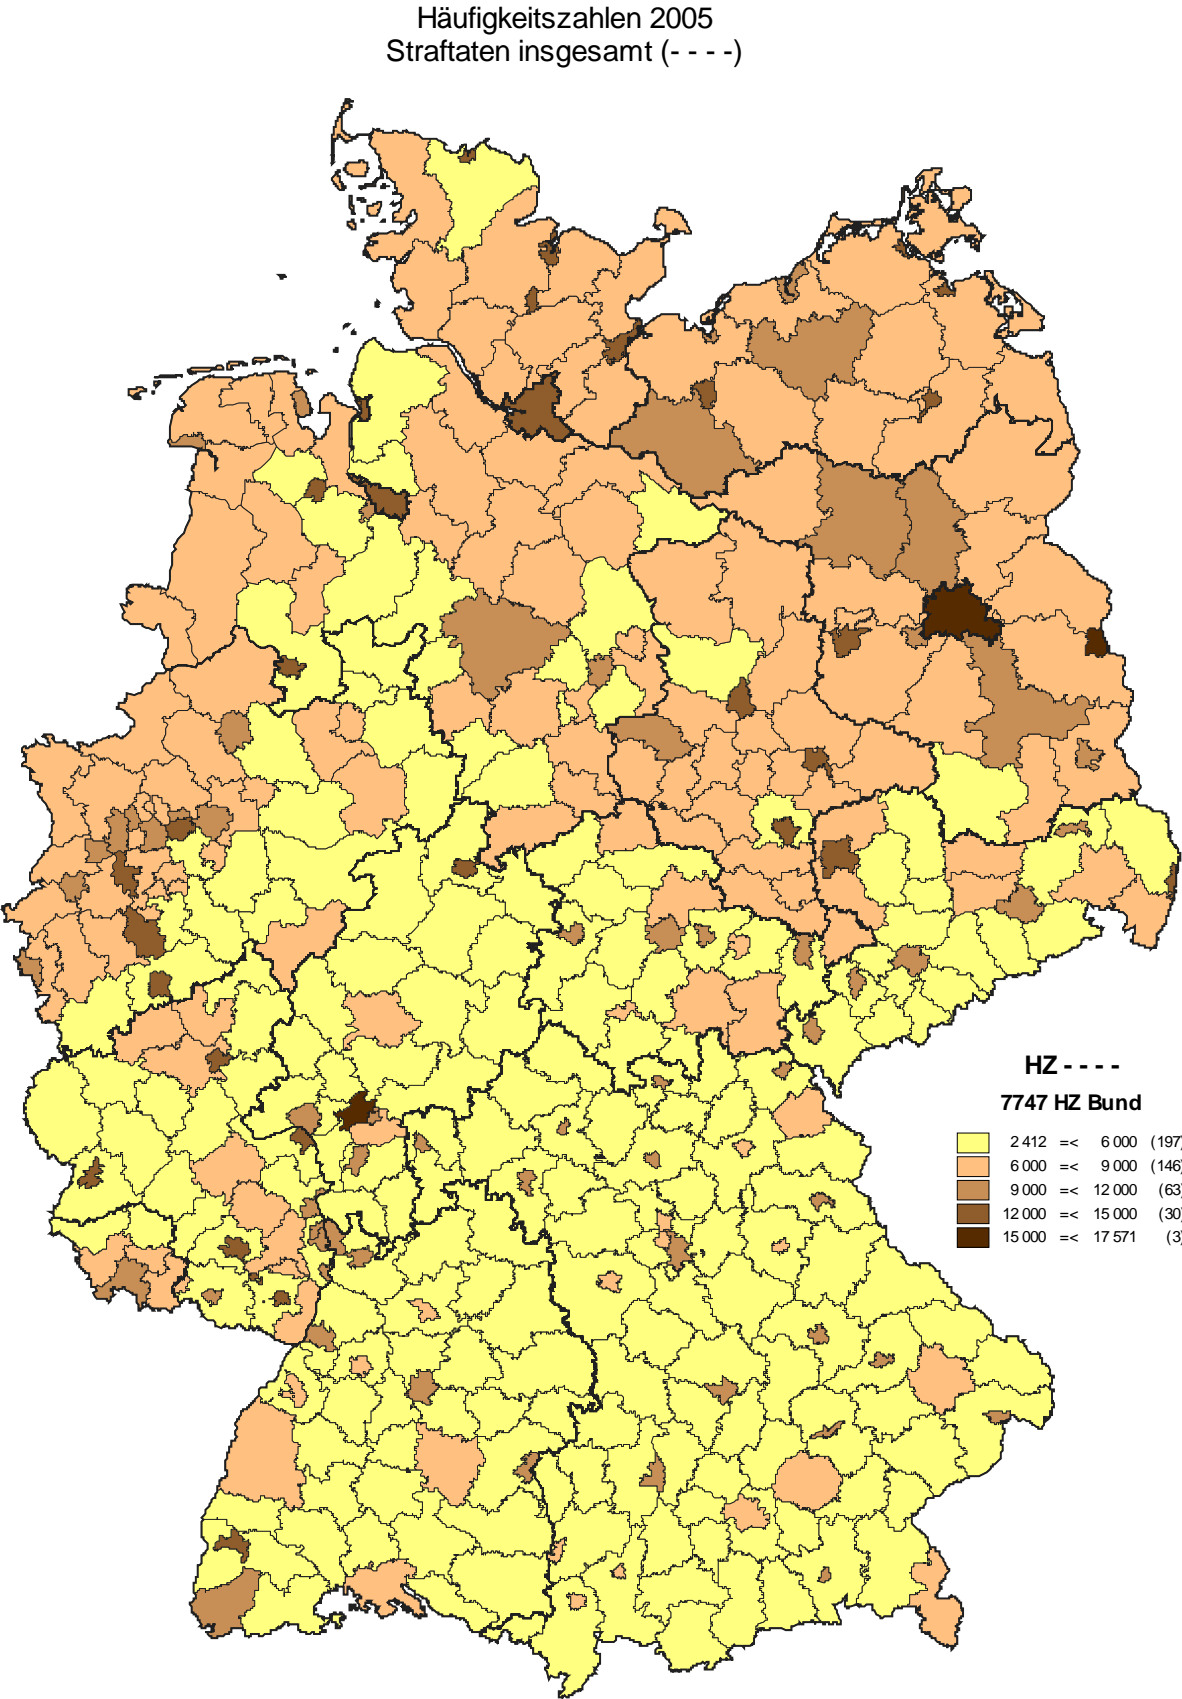 Häufigkeitszahlen 2005
Straftaten insgesamt (- - - -)
HZ - - - -
7747 HZ Bund
2 412 =< 6 000 (197)
6 000 =< 9 000 (146)
9 000 =< 12 000 (63)
12 000 =< 15 000 (30)
15 000 =< 17 571 (3)